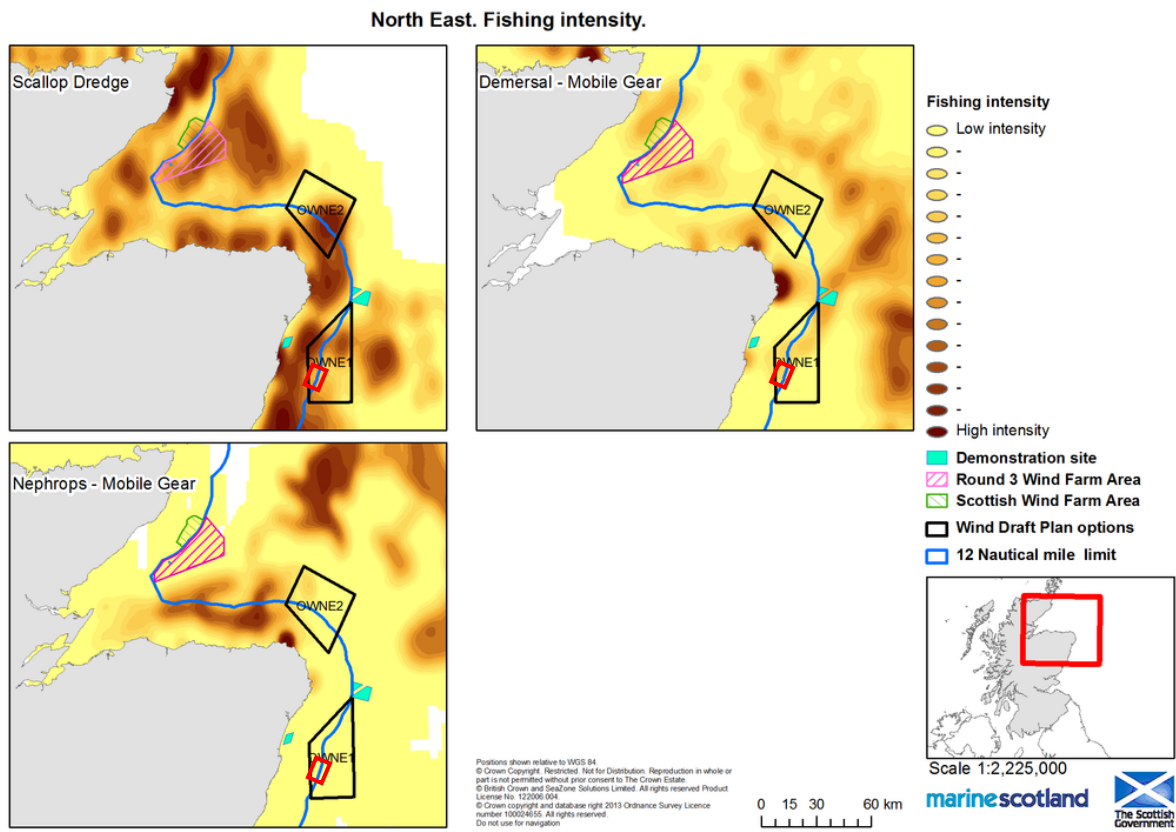 North East. Fishing intensity.
Scallop Dredge
OWNE2
OWNE1
Demersal - Mobile Gear
OWNE2
OWNE1
Nephrops - Mobile Gear
OWNE2
OWNE1
Fishing intensity
Low intensity
-
-
-
-
-
-
-
-
-
-
-
-
-
High intensity
Demonstration site
Round 3 Wind Farm Area
Scottish Wind Farm Area
Wind Draft Plan options
12 Nautical mile limit
Scale 1:2,225,000
marinescotland
The Scottish
Government
Positions shown relative to WGS 84.
© Crown Copyright. Restricted. Not for Distribution. Reproduction in whole or
part is not permitted without prior consent to The Crown Estate.
© British Crown and SeaZone Solutions Limited. All rights reserved Product
License No. 122006.004.
© Crown copyright and database right 2013 Ordnance Survey Licence
number 100024655. All rights reserved.
Do not use for navigation
0 15 30 60 km